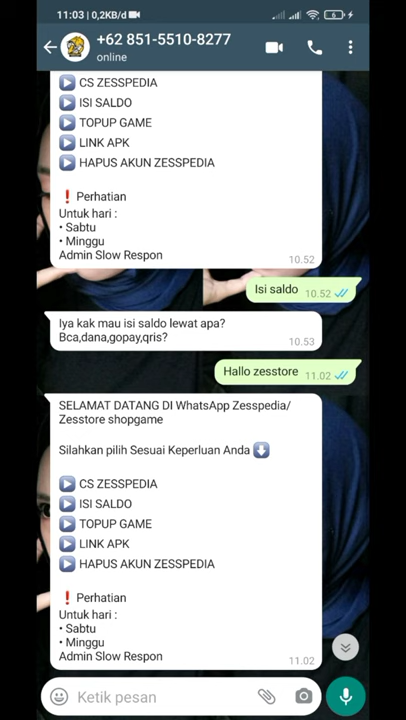 11:03 | 0,2KB/d
6
+62 851-5510-8277
online
CS ZESSPEDIA
ISI SALDO
TOPUP GAME
LINK APK
HAPUS AKUN ZESSPEDIA
❗ Perhatian
Untuk hari :
• Sabtu
• Minggu
Admin Slow Respon
10.52
Isi saldo
10.52
Iya kak mau isi saldo lewat apa?
Bca,dana,gopay,qris?
10.53
Hallo zesstore
11.02
SELAMAT DATANG DI WhatsApp Zesspedia/
Zesstore shopgame
Silahkan pilih Sesuai Keperluan Anda ⬇️
CS ZESSPEDIA
ISI SALDO
TOPUP GAME
LINK APK
HAPUS AKUN ZESSPEDIA
❗ Perhatian
Untuk hari :
• Sabtu
• Minggu
Admin Slow Respon
11.02
Ketik pesan